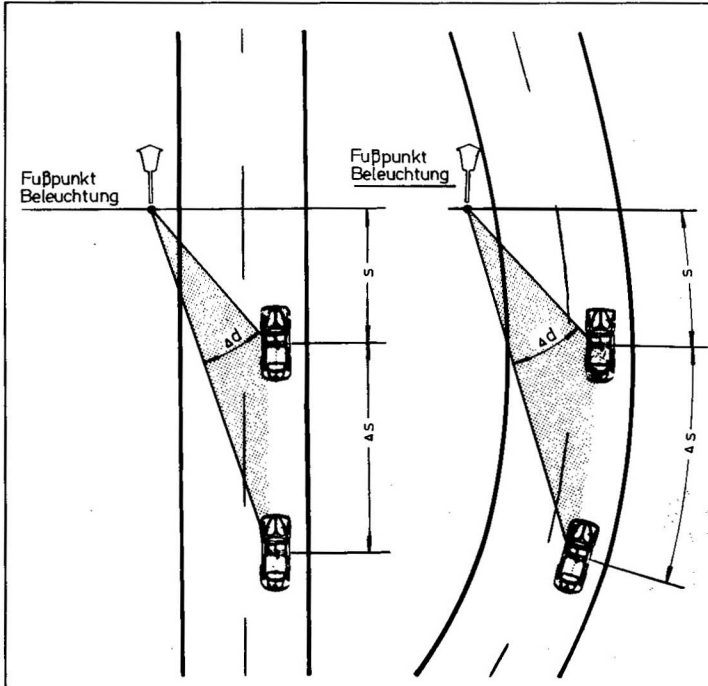 Fußpunkt
Beleuchtung
S
Δd
ΔS
Fußpunkt
Beleuchtung
S
Δd
ΔS